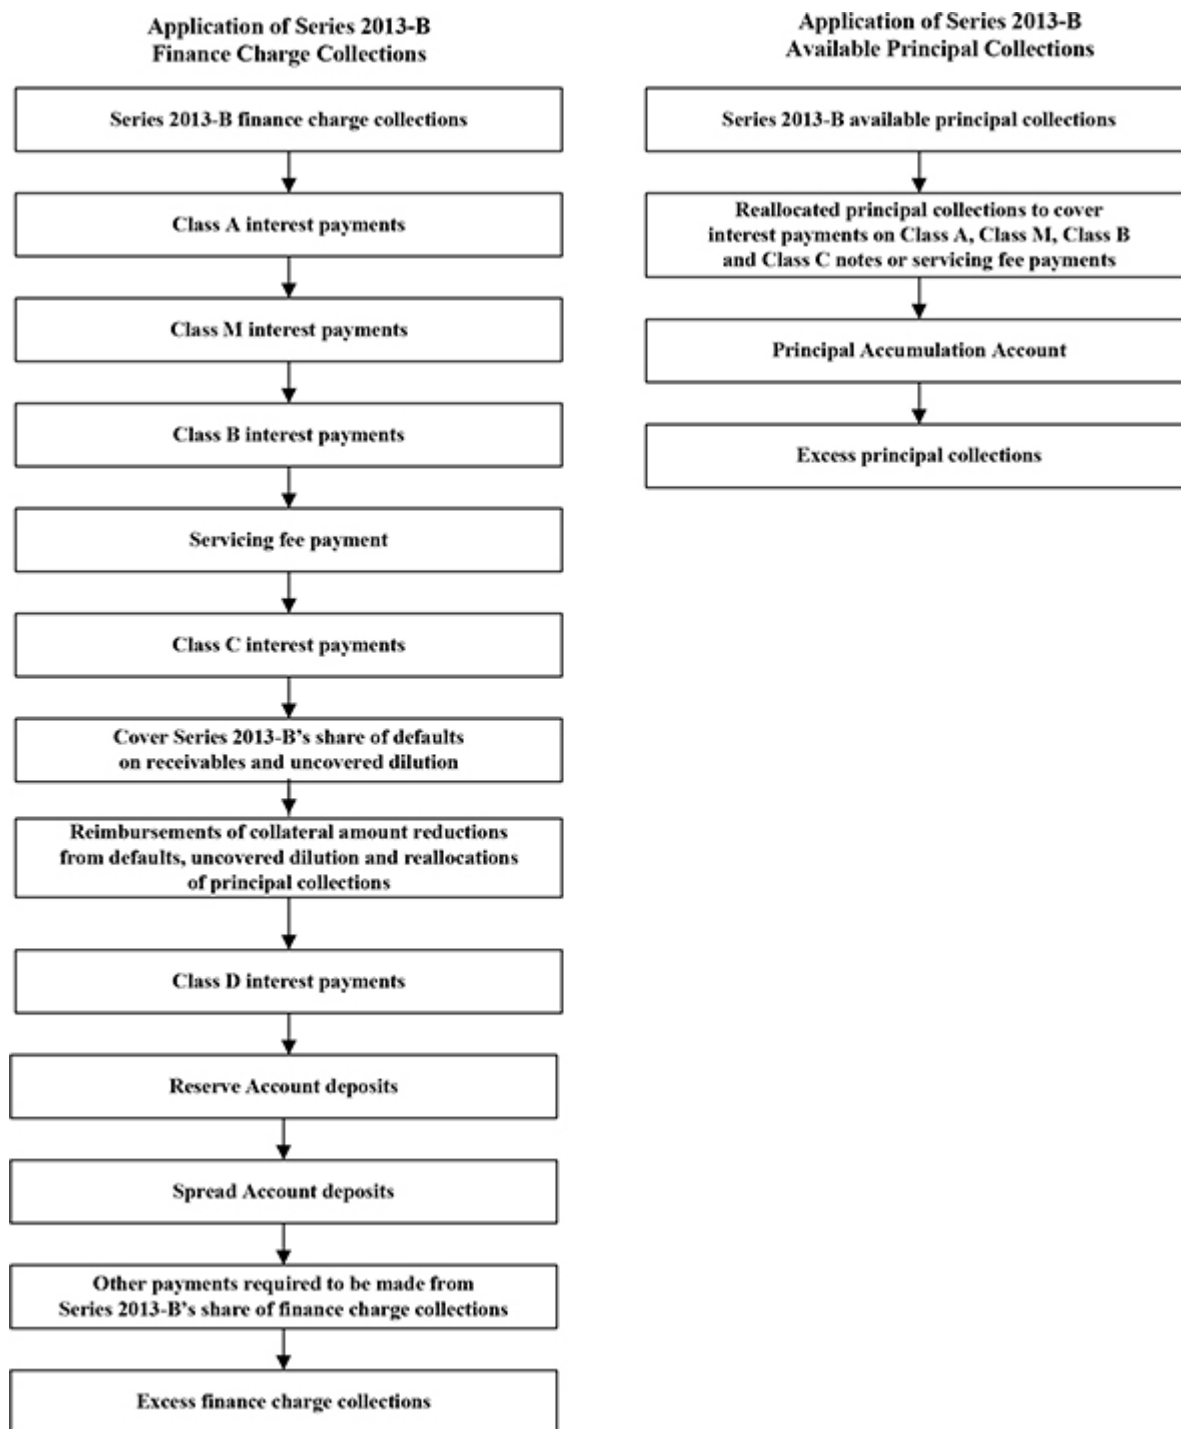 Application of Series 2013-B
Finance Charge Collections
Series 2013-B finance charge collections
Class A interest payments
Class M interest payments
Class B interest payments
Servicing fee payment
Class C interest payments
Cover Series 2013-B's share of defaults
on receivables and uncovered dilution
Reimbursements of collateral amount reductions
from defaults, uncovered dilution and reallocations
of principal collections
Class D interest payments
Reserve Account deposits
Spread Account deposits
Other payments required to be made from
Series 2013-B's share of finance charge collections
Excess finance charge collections
Application of Series 2013-B
Available Principal Collections
Series 2013-B available principal collections
Reallocated principal collections to cover
interest payments on Class A, Class M, Class B
and Class C notes or servicing fee payments
Principal Accumulation Account
Excess principal collections